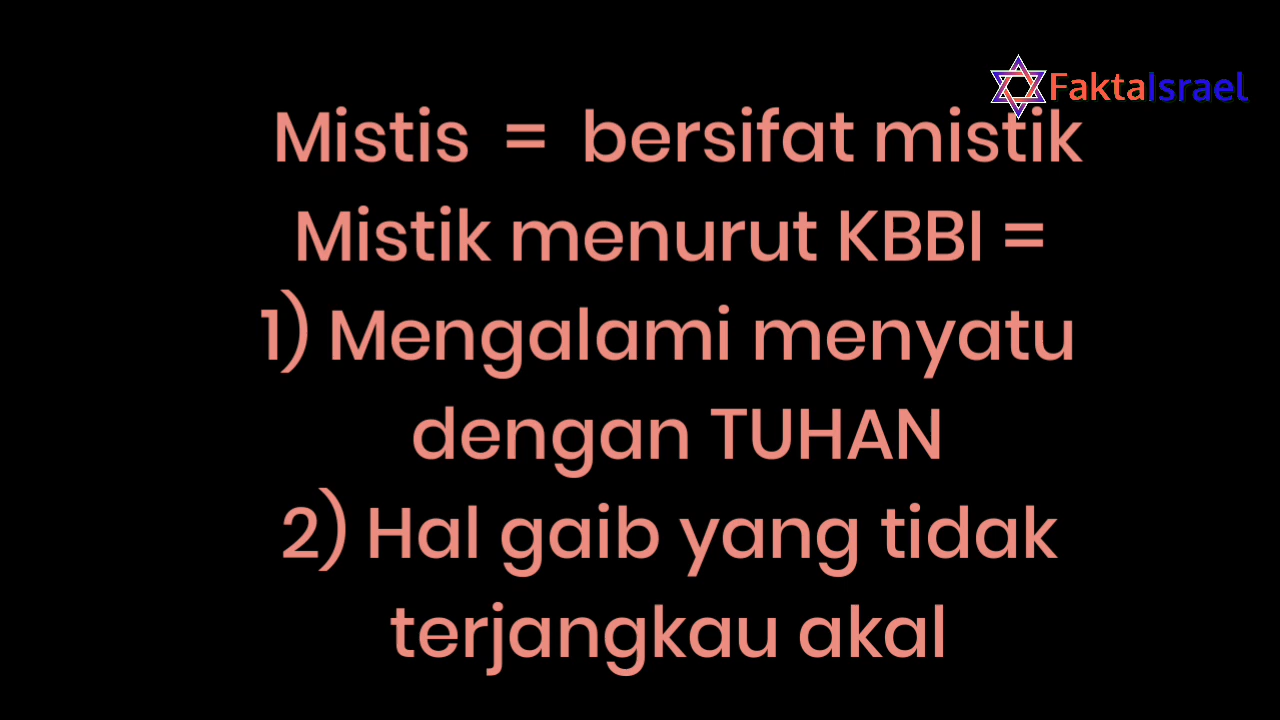 FaktaIsrael
Mistis = bersifat mistik
Mistik menurut KBBI =
1) Mengalami menyatu
dengan TUHAN
2) Hal gaib yang tidak
terjangkau akal